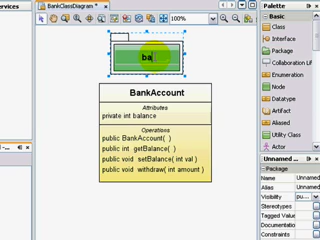 ervices
BankClassDiagram *
100%
Palette
Basic
Class
Interface
Package
Collaboration Li
Enumeration
Node
Datatype
Artifact
Aliases
Utility Class
Actor
ba
BankAccount
Attributes
private int balance
Operations
public BankAccount( )
public int getBalance( )
public void setBalance( int val )
public void withdraw( int amount )
Package
Name
Unnamed
Alias
Unnamed
Visibility
pu...
Stereotypes
Tagged Value
Documentatio
Constraints